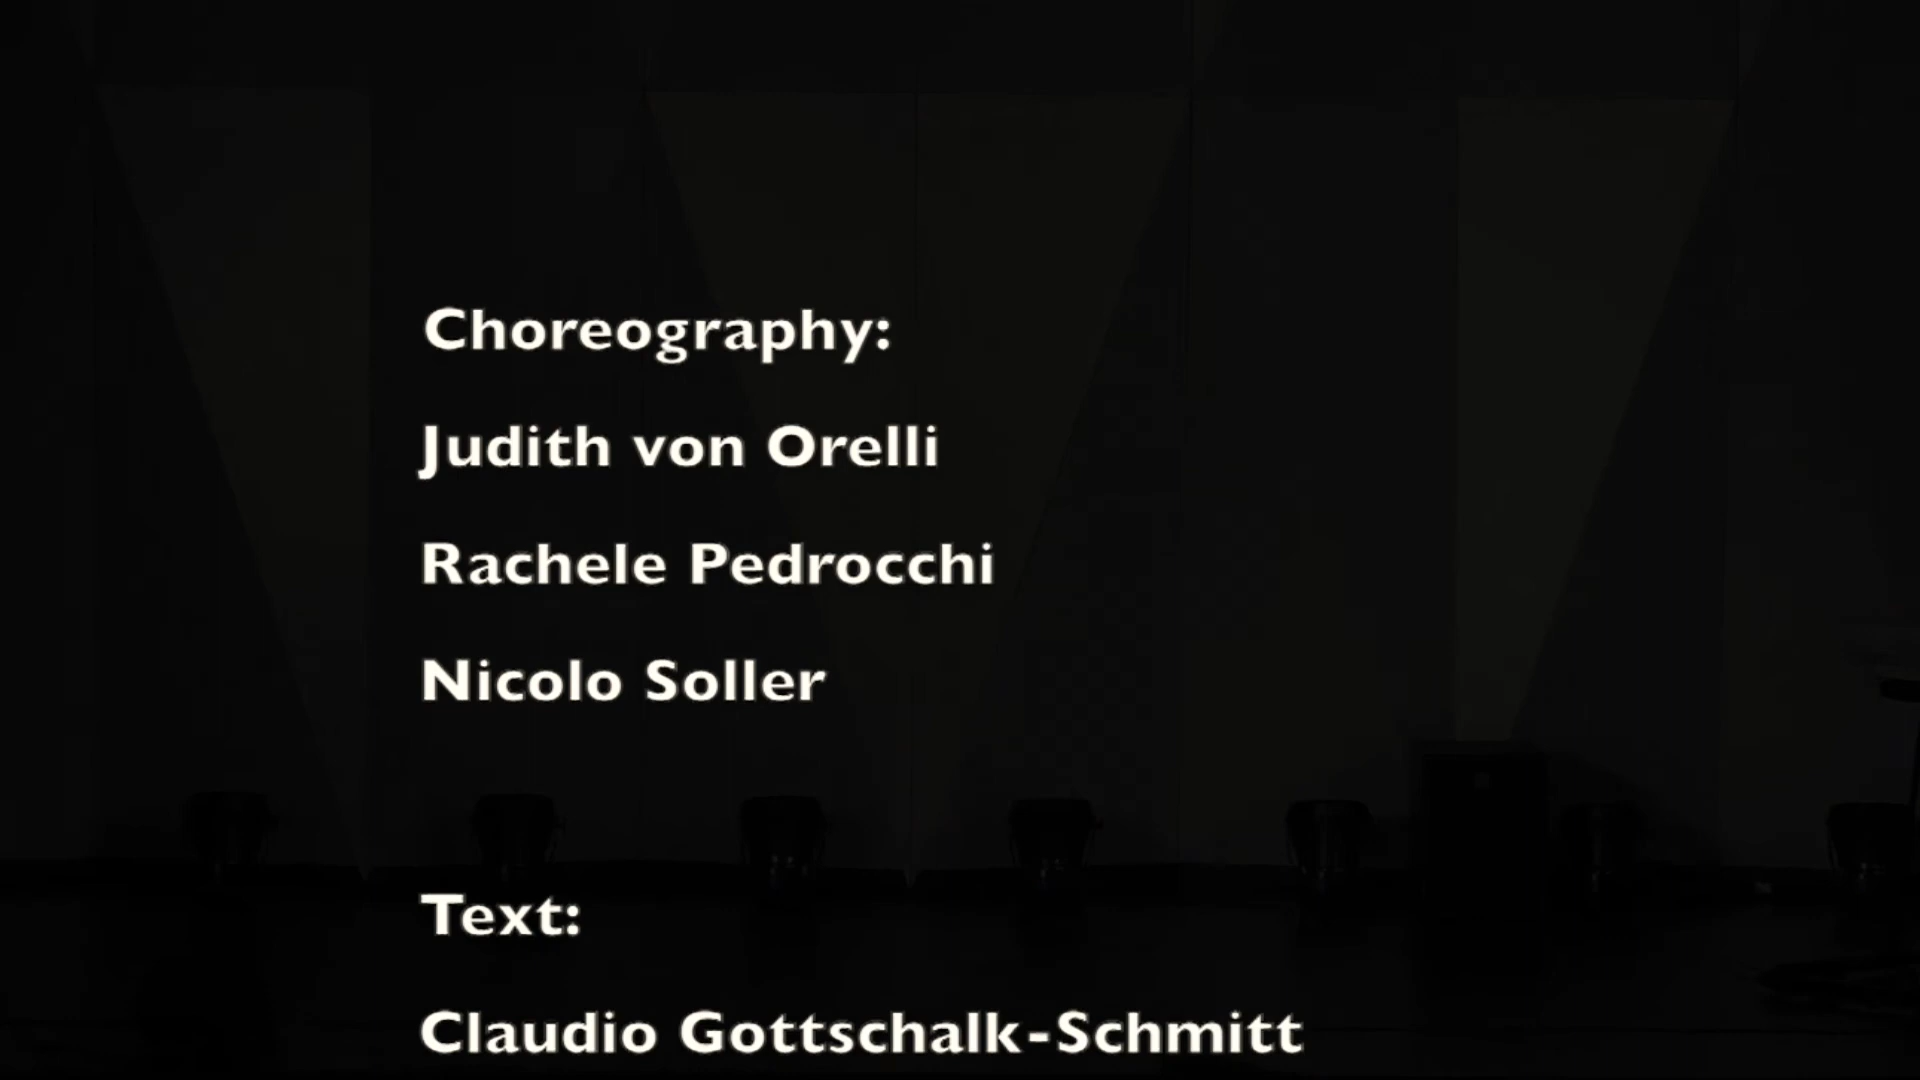 Choreography:
Judith von Orelli
Rachele Pedrocchi
Nicolo Soller
Text:
Claudio Gottschalk-Schmitt